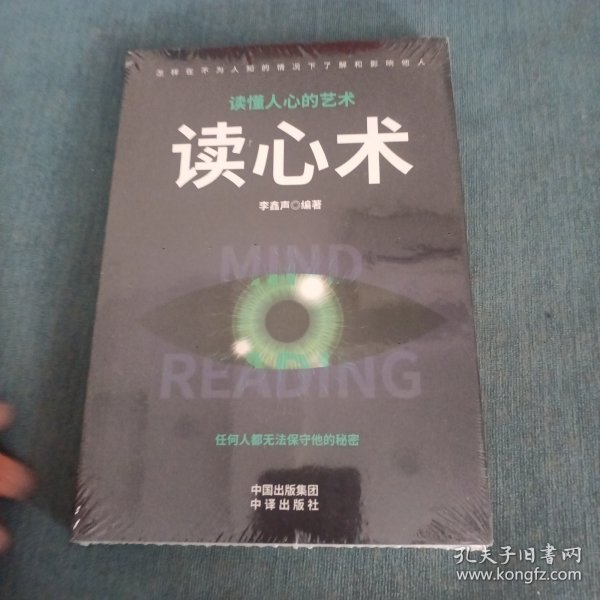 怎样在不为人知的情况下了解和影响他人
读懂人心的艺术
读心术
李鑫声◎编著
MIND
READING
任何人都无法保守他的秘密
中国出版集团
中译出版社
孔夫子旧书网
www.kongfz.com